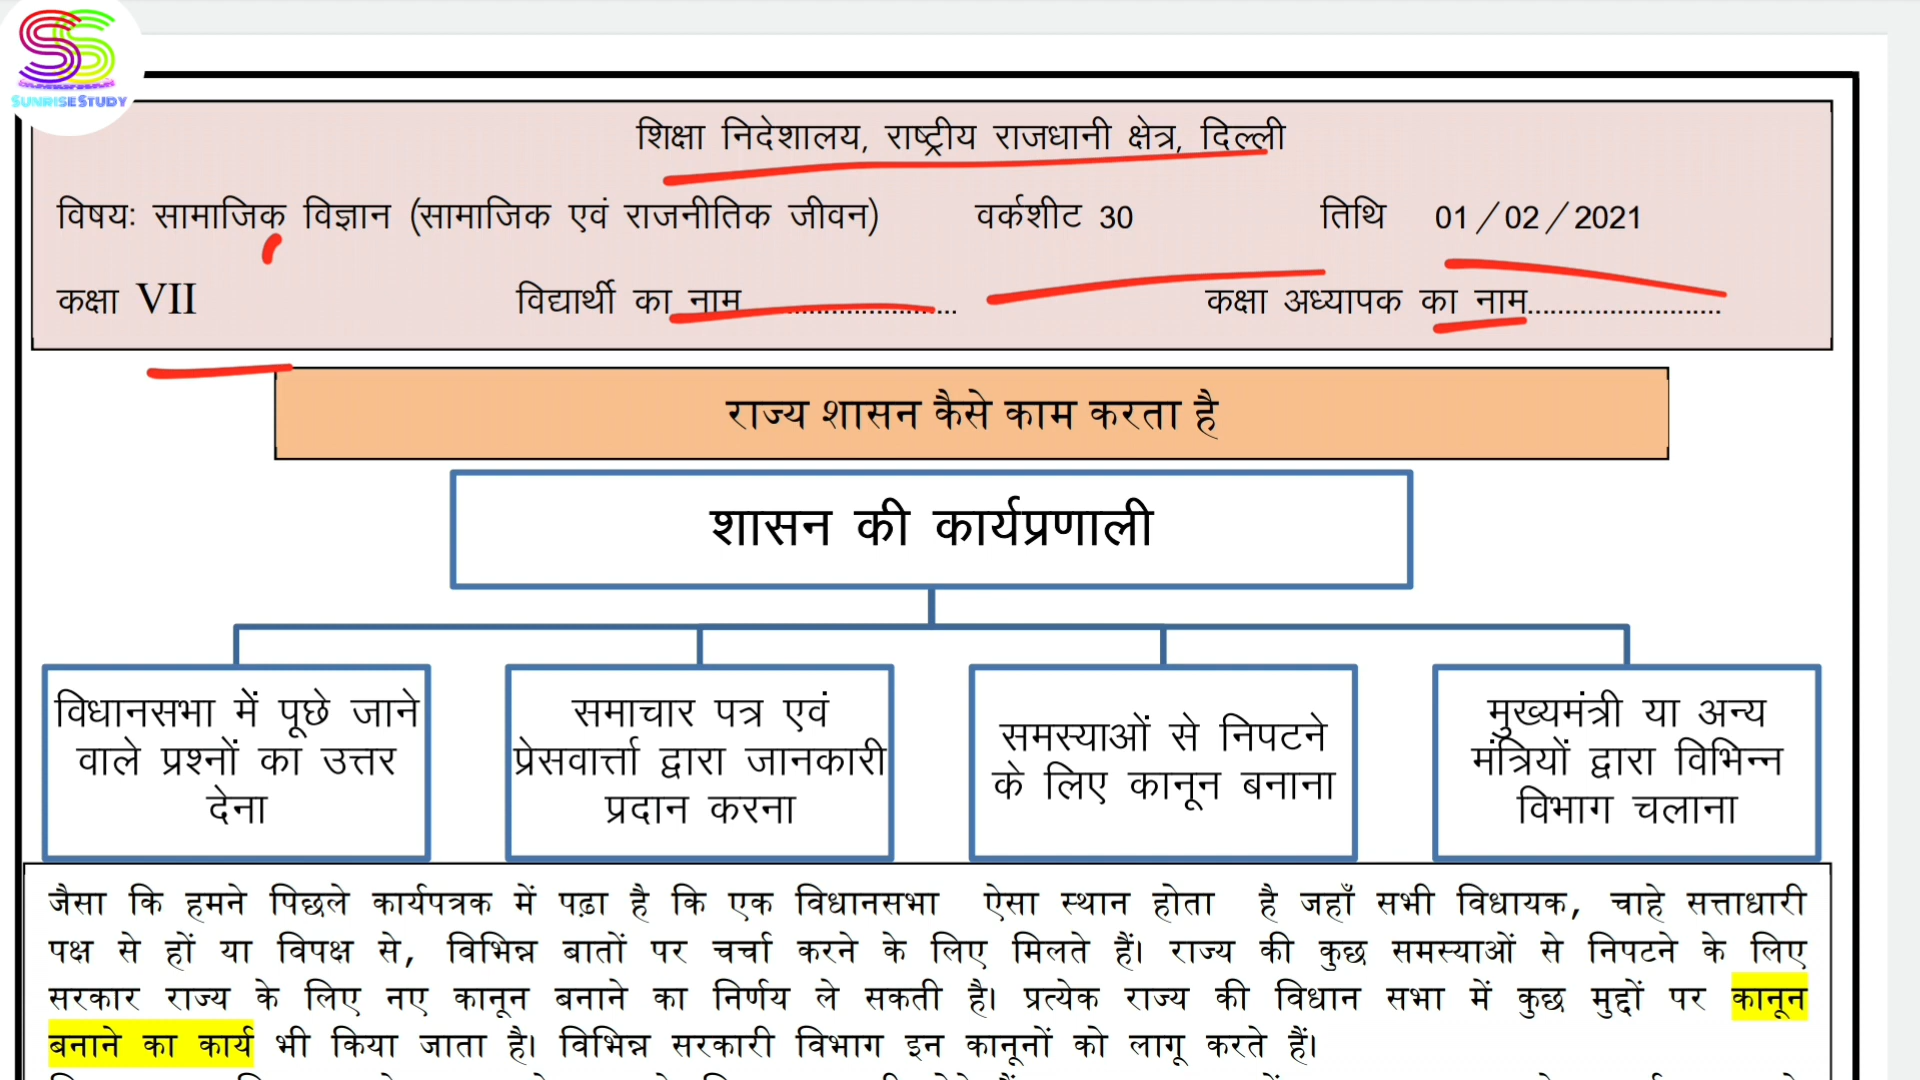 SUNRISE STUDY
शिक्षा निदेशालय, राष्ट्रीय राजधानी क्षेत्र, दिल्ली
विषयः सामाजिक विज्ञान (सामाजिक एवं राजनीतिक जीवन) वर्कशीट 30 तिथि 01/02/2021
कक्षा VII विद्यार्थी का नाम........................ कक्षा अध्यापक का नाम..........................
राज्य शासन कैसे काम करता है
शासन की कार्यप्रणाली
विधानसभा में पूछे जाने
वाले प्रश्नों का उत्तर
देना
समाचार पत्र एवं
प्रेसवार्त्ता द्वारा जानकारी
प्रदान करना
समस्याओं से निपटने
के लिए कानून बनाना
मुख्यमंत्री या अन्य
मंत्रियों द्वारा विभिन्न
विभाग चलाना
जैसा कि हमने पिछले कार्यपत्रक में पढ़ा है कि एक विधानसभा ऐसा स्थान होता है जहाँ सभी विधायक, चाहे सत्ताधारी
पक्ष से हों या विपक्ष से, विभिन्न बातों पर चर्चा करने के लिए मिलते हैं। राज्य की कुछ समस्याओं से निपटने के लिए
सरकार राज्य के लिए नए कानून बनाने का निर्णय ले सकती है। प्रत्येक राज्य की विधान सभा में कुछ मुद्दों पर कानून
बनाने का कार्य भी किया जाता है। विभिन्न सरकारी विभाग इन कानूनों को लागू करते हैं।